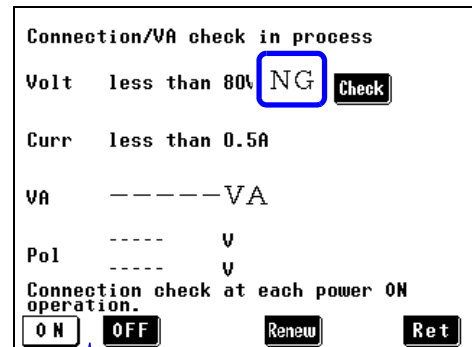 Connection/VA check in process
Volt less than 80V NG Check
Curr less than 0.5A
VA -----VA
----- V
Pol
----- V
Connection check at each power ON
operation.
ON OFF Renew Ret